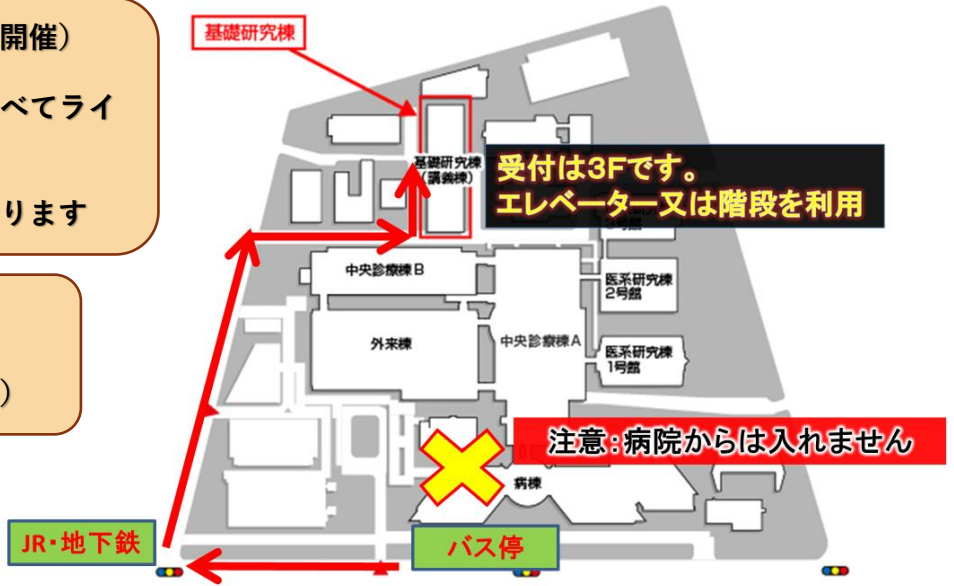 開催）
べてライ
ります
）
基礎研究棟
基礎研究棟
（講義棟）
受付は3Fです。
エレベーター又は階段を利用
3号館
中央診療棟B
医系研究棟
2号館
外来棟
中央診療棟A
医系研究棟
1号館
注意：病院からは入れません
病棟
JR・地下鉄
バス停